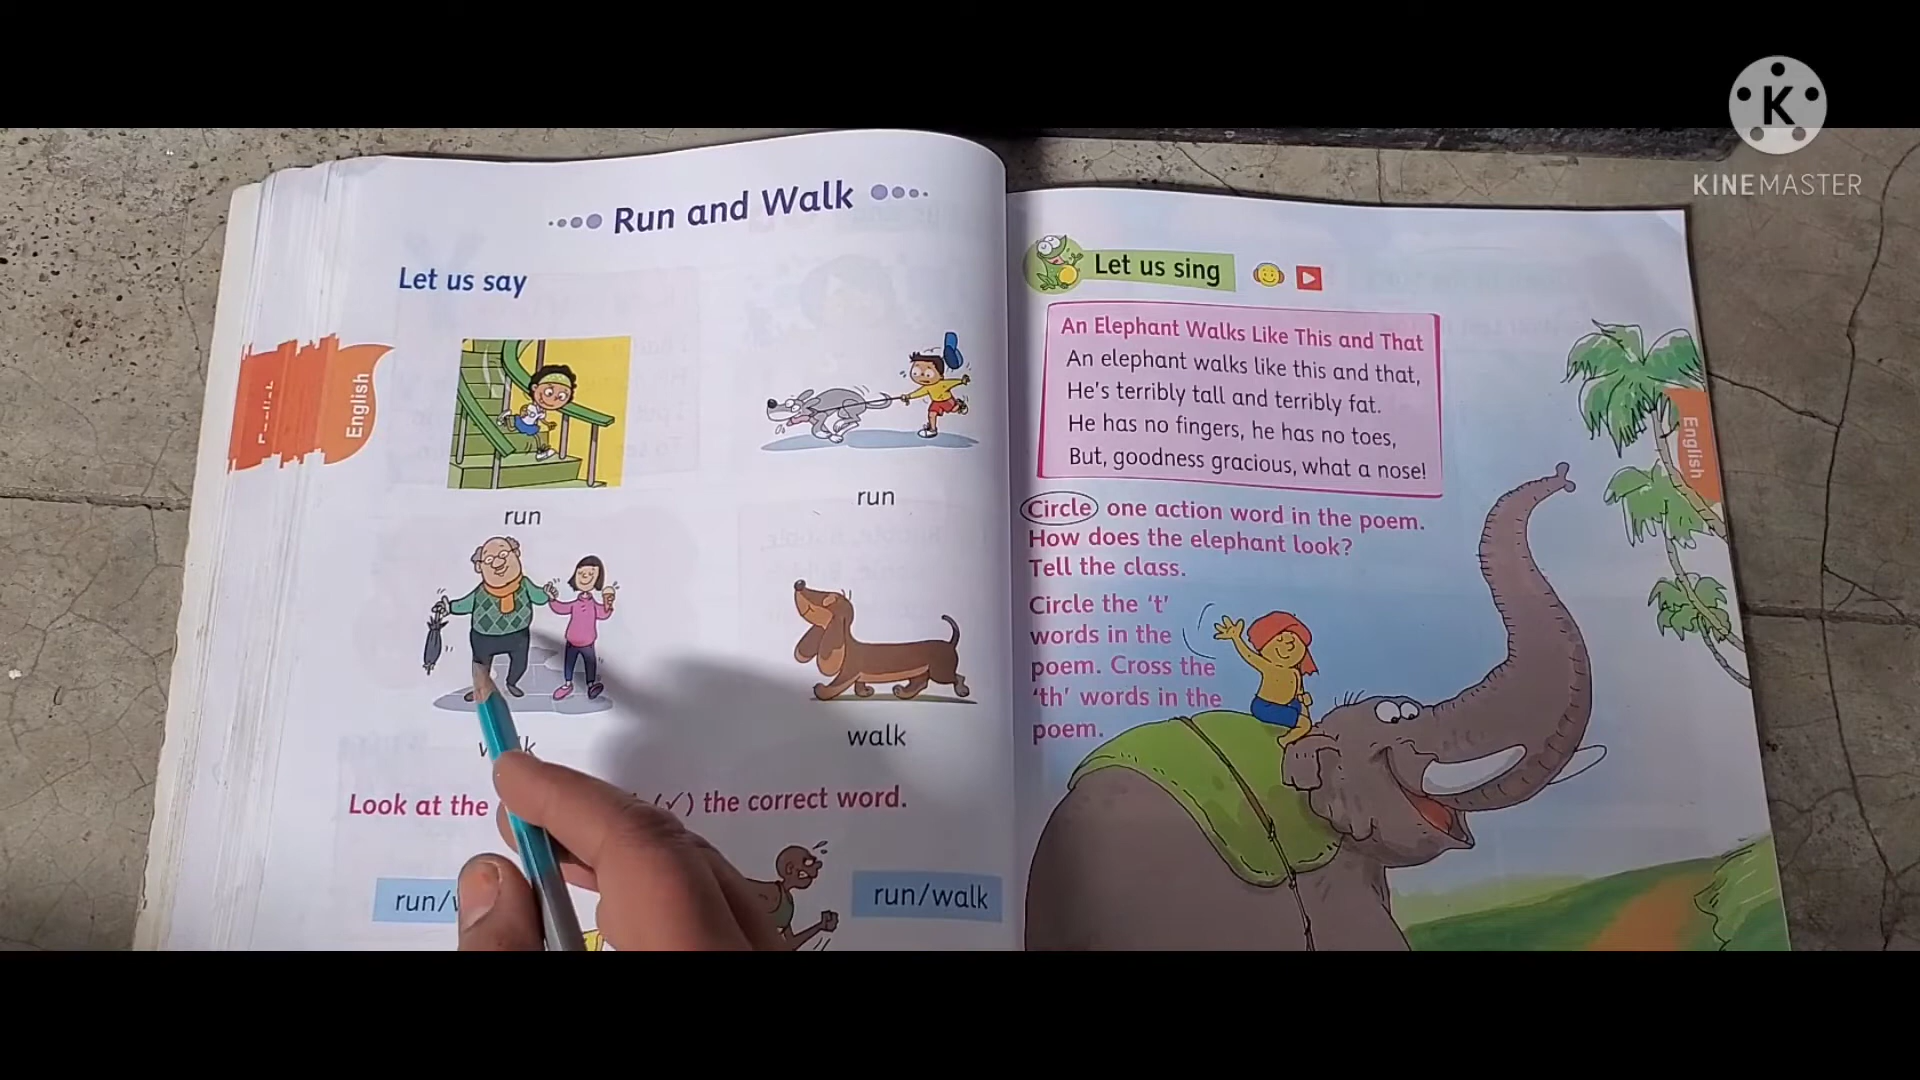 KINEMASTER
Run and Walk
Let us say
English
run
run
walk
Look at the (✓) the correct word.
run/
run/walk
Let us sing
An Elephant Walks Like This and That
An elephant walks like this and that,
He's terribly tall and terribly fat.
He has no fingers, he has no toes,
But, goodness gracious, what a nose!
Circle one action word in the poem.
How does the elephant look?
Tell the class.
Circle the 't'
words in the
poem. Cross the
'th' words in the
poem.
English